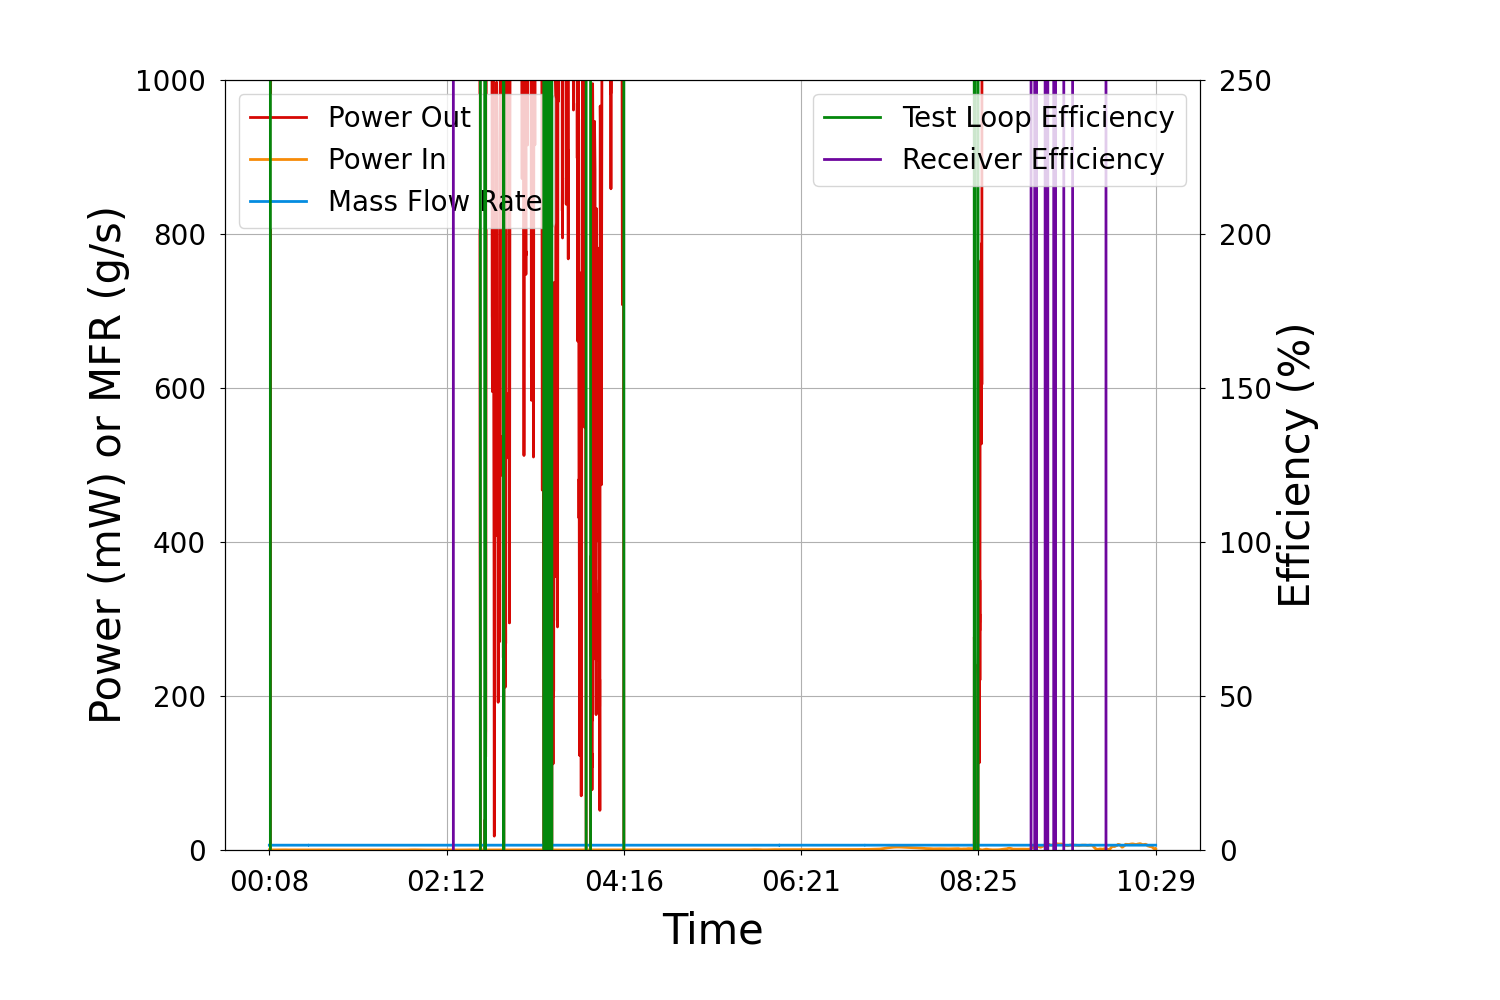 Power (mW) or MFR (g/s)
1000
800
600
400
200
0
Power Out
Power In
Mass Flow Rate
Test Loop Efficiency
Receiver Efficiency
250
200
150
100
50
0
Efficiency (%)
00:08 02:12 04:16 06:21 08:25 10:29
Time